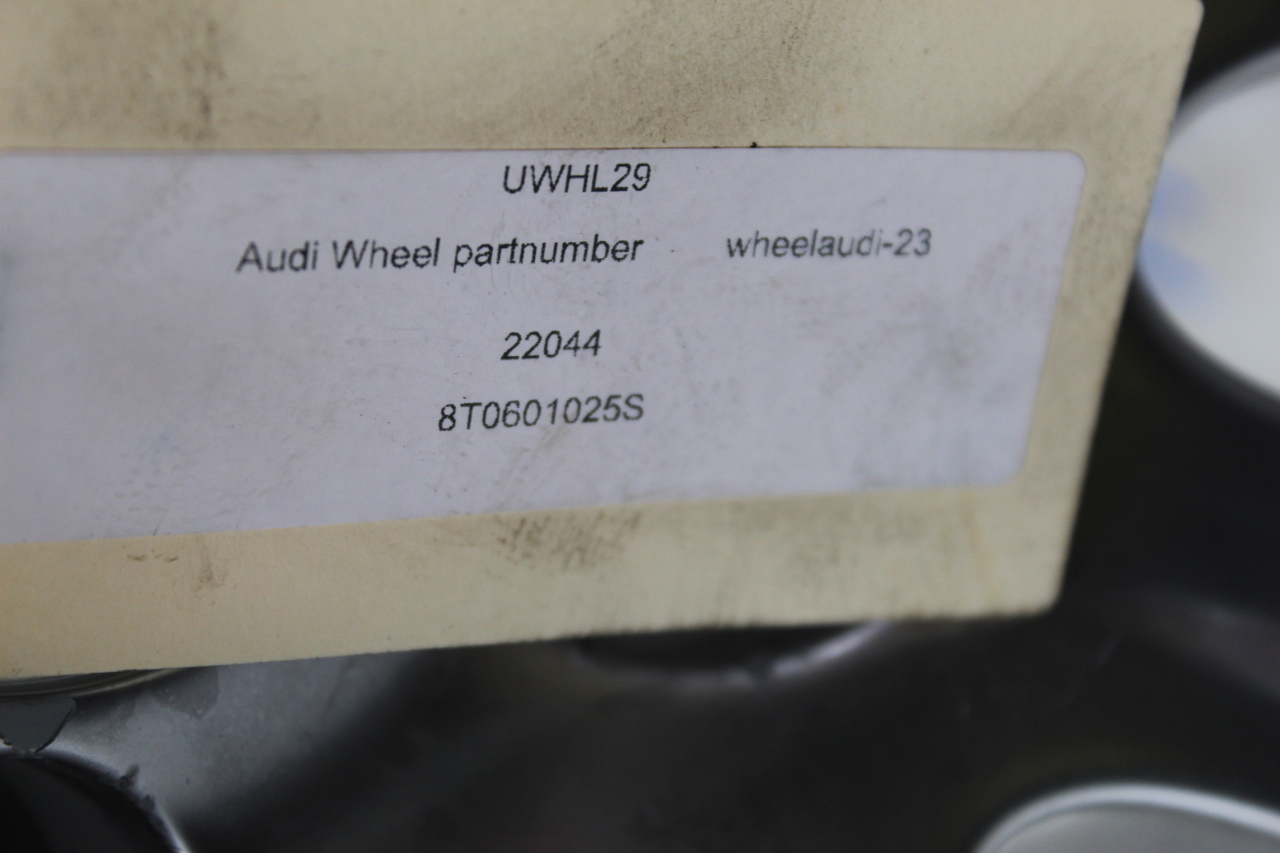 UWHL29
Audi Wheel partnumber wheelaudi-23
22044
8T0601025S